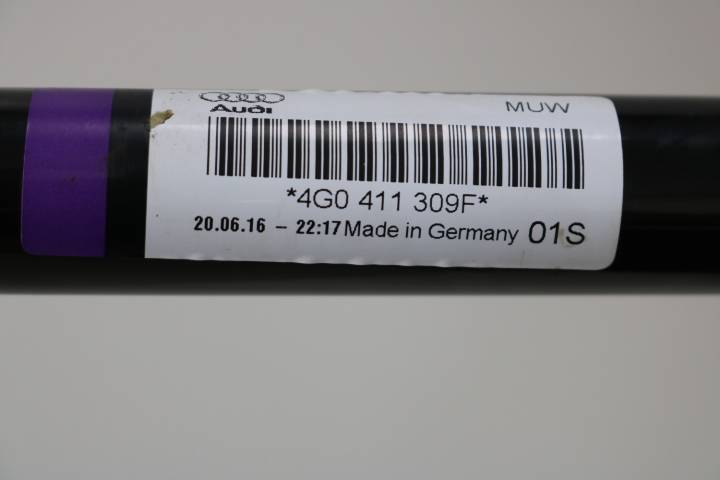 Audi MUW
*4G0 411 309F*
20.06.16 – 22:17 Made in Germany 01S